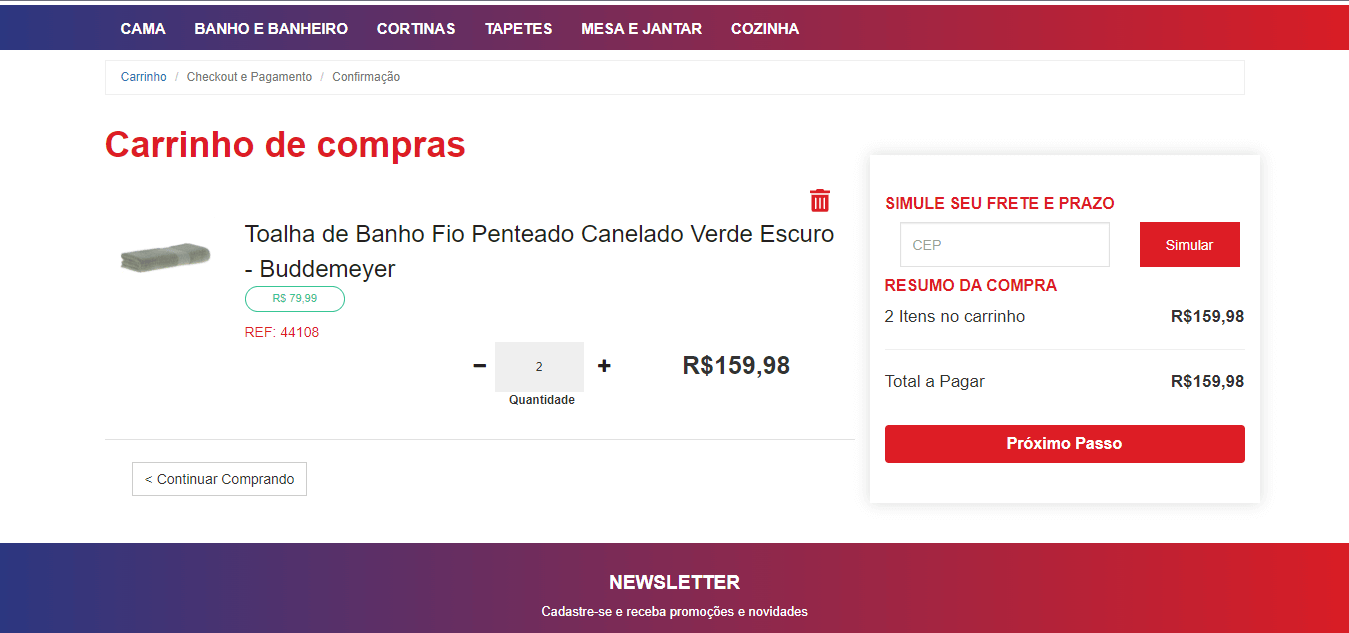 CAMA BANHO E BANHEIRO CORTINAS TAPETES MESA E JANTAR COZINHA
Carrinho / Checkout e Pagamento / Confirmação
Carrinho de compras
Toalha de Banho Fio Penteado Canelado Verde Escuro
- Buddemeyer
R$ 79,99
REF: 44108
− 2 + R$159,98
Quantidade
< Continuar Comprando
SIMULE SEU FRETE E PRAZO
CEP Simular
RESUMO DA COMPRA
2 Itens no carrinho R$159,98
Total a Pagar R$159,98
Próximo Passo
NEWSLETTER
Cadastre-se e receba promoções e novidades